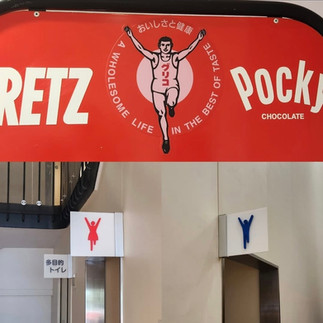 RETZ
おいしさと健康
A WHOLESOME LIFE IN THE BEST OF TASTE
グリコ
Pocky
CHOCOLATE
多目的
トイレ